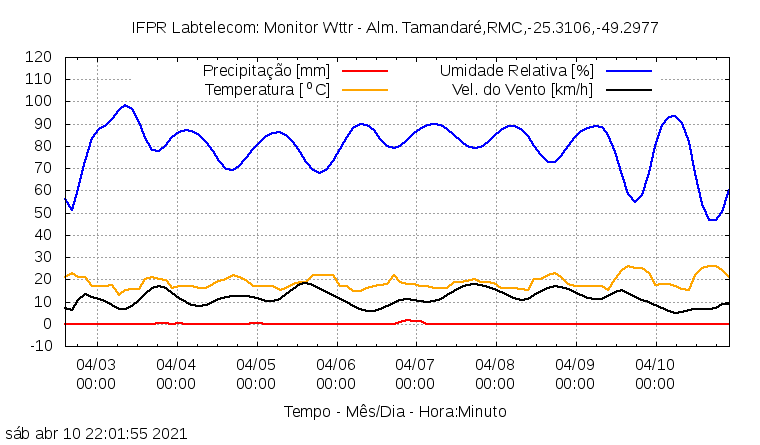 IFPR Labtelecom: Monitor Wttr - Alm. Tamandaré,RMC,-25.3106,-49.2977
Precipitação [mm]
Temperatura [⁰C]
Umidade Relativa [%]
Vel. do Vento [km/h]
120
110
100
90
80
70
60
50
40
30
20
10
0
-10
04/03 04/04 04/05 04/06 04/07 04/08 04/09 04/10
00:00 00:00 00:00 00:00 00:00 00:00 00:00 00:00
Tempo - Mês/Dia - Hora:Minuto
sáb abr 10 22:01:55 2021